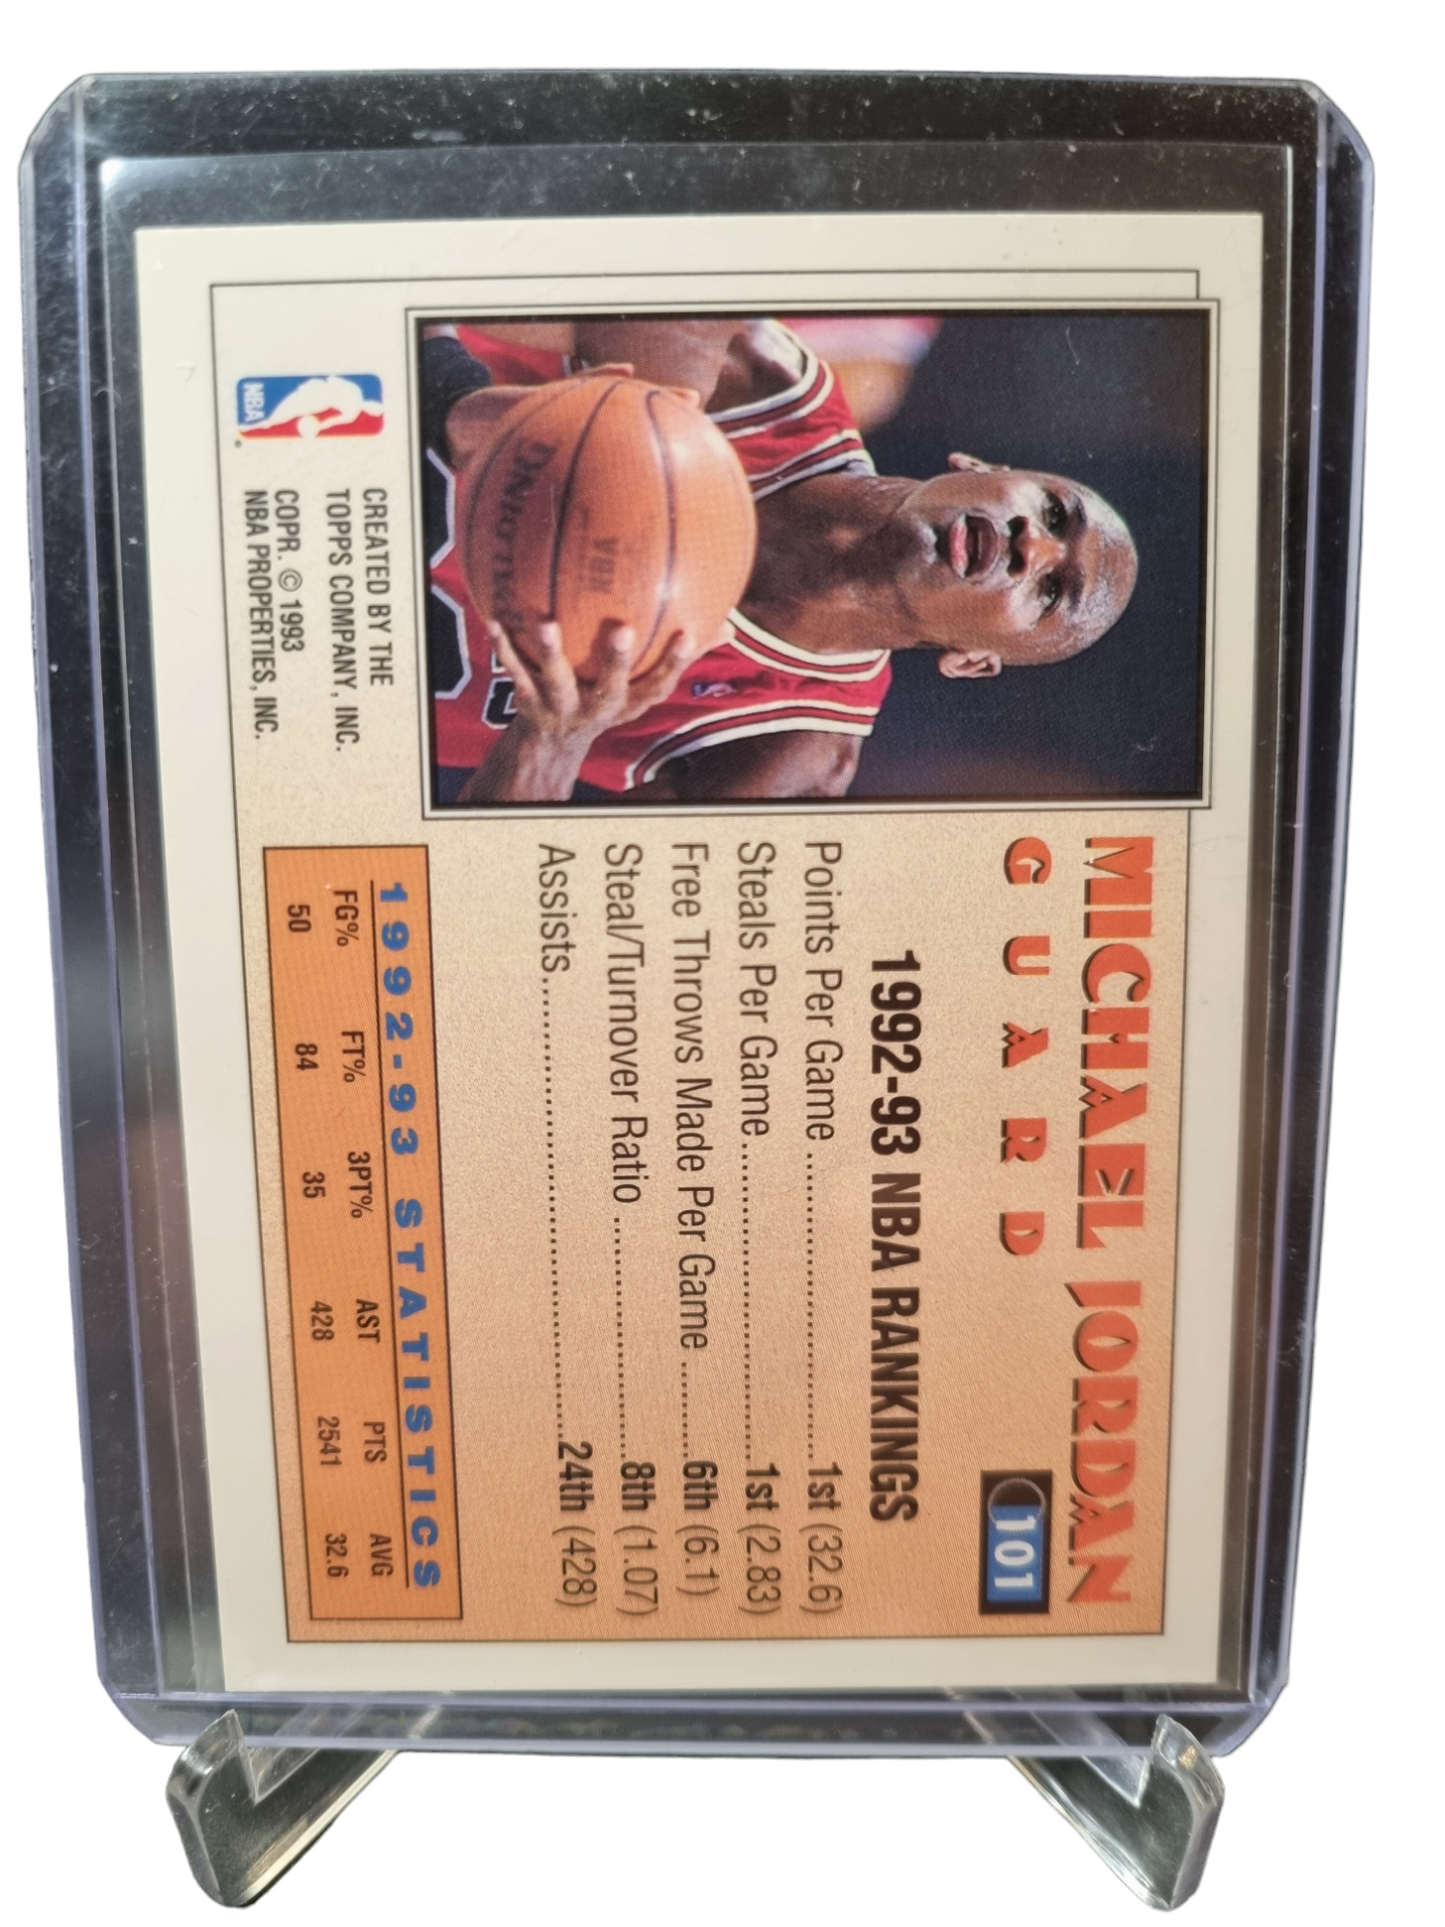 MICHAEL JORDAN
GUARD
101
1992-93 NBA RANKINGS
Points Per Game ..........................1st (32.6)
Steals Per Game..........................1st (2.83)
Free Throws Made Per Game ........6th (6.1)
Steal/Turnover Ratio ....................8th (1.07)
Assists.......................................24th (428)
1992-93 STATISTICS
FG% FT% 3PT% AST PTS AVG
50 84 35 428 2541 32.6
CREATED BY THE
TOPPS COMPANY, INC.
COPR. © 1993
NBA PROPERTIES, INC.
NBA
NBA